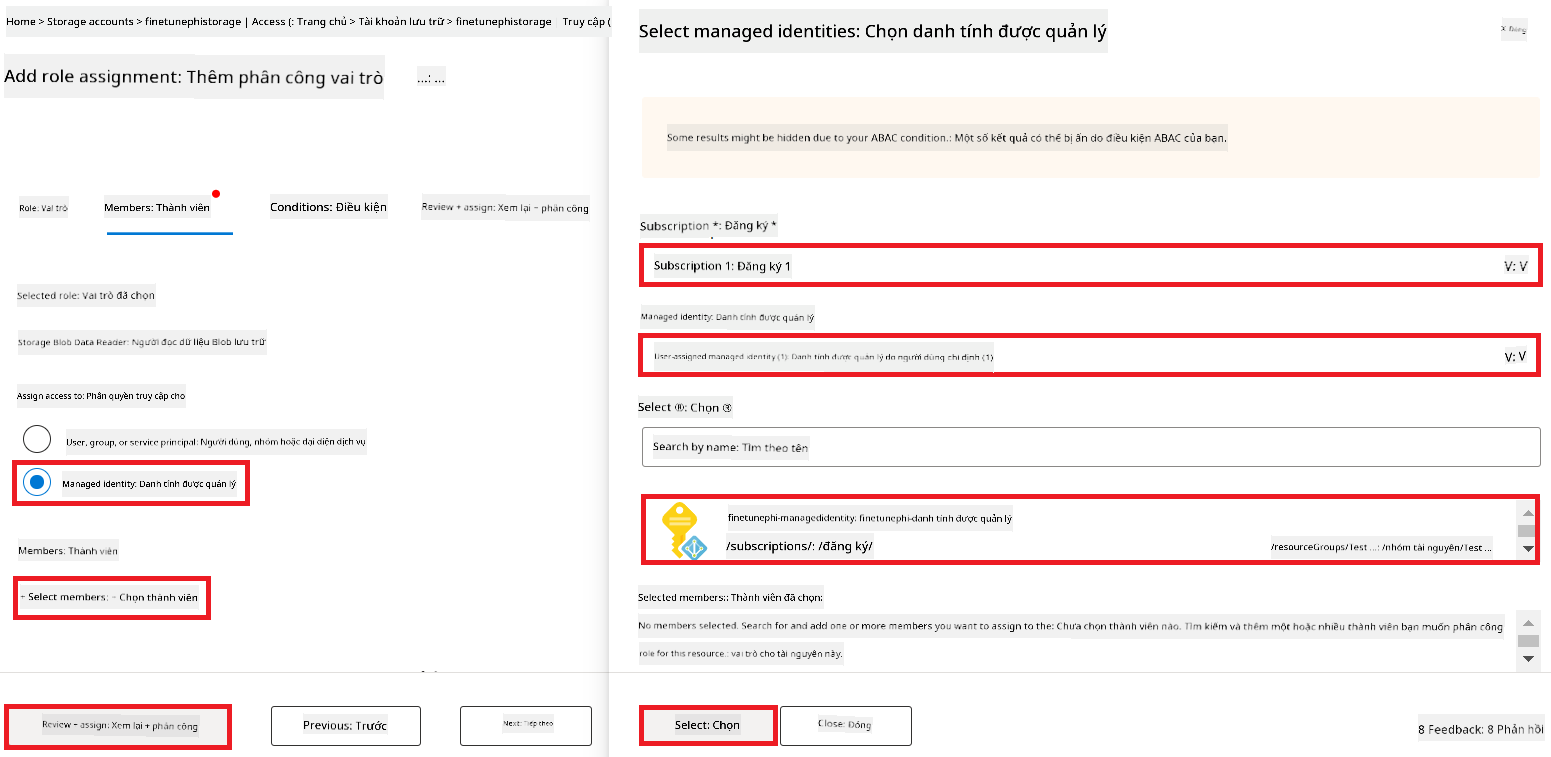 Home > Storage accounts > finetunephistorage | Access (: Trang chủ > Tài khoản lưu trữ > finetunephistorage Truy cập (
Add role assignment: Thêm phân công vai trò
...: ...
Role: Vai trò
Members: Thành viên
Conditions: Điều kiện
Review + assign: Xem lại + phân công
Selected role: Vai trò đã chọn
Storage Blob Data Reader: Người đọc dữ liệu Blob lưu trữ
Assign access to: Phân quyền truy cập cho
User, group, or service principal: Người dùng, nhóm hoặc đại diện dịch vụ
Managed identity: Danh tính được quản lý
Members: Thành viên
+ Select members: + Chọn thành viên
Review + assign: Xem lại + phân công
Previous: Trước
Next: Tiếp theo
Select managed identities: Chọn danh tính được quản lý
X: Đóng
Some results might be hidden due to your ABAC condition.: Một số kết quả có thể bị ẩn do điều kiện ABAC của bạn.
Subscription *: Đăng ký *
Subscription 1: Đăng ký 1
V: V
Managed identity: Danh tính được quản lý
User-assigned managed identity (1): Danh tính được quản lý do người dùng chỉ định (1)
V: V
Select ®: Chọn ®
Search by name: Tìm theo tên
finetunephi-managedidentity: finetunephi-danh tính được quản lý
/subscriptions/: /đăng ký/
/resourceGroups/Test ...: /nhóm tài nguyên/Test ...
Selected members:: Thành viên đã chọn:
No members selected. Search for and add one or more members you want to assign to the: Chưa chọn thành viên nào. Tìm kiếm và thêm một hoặc nhiều thành viên bạn muốn phân công
role for this resource.: vai trò cho tài nguyên này.
Select: Chọn
Close: Đóng
8 Feedback: 8 Phản hồi